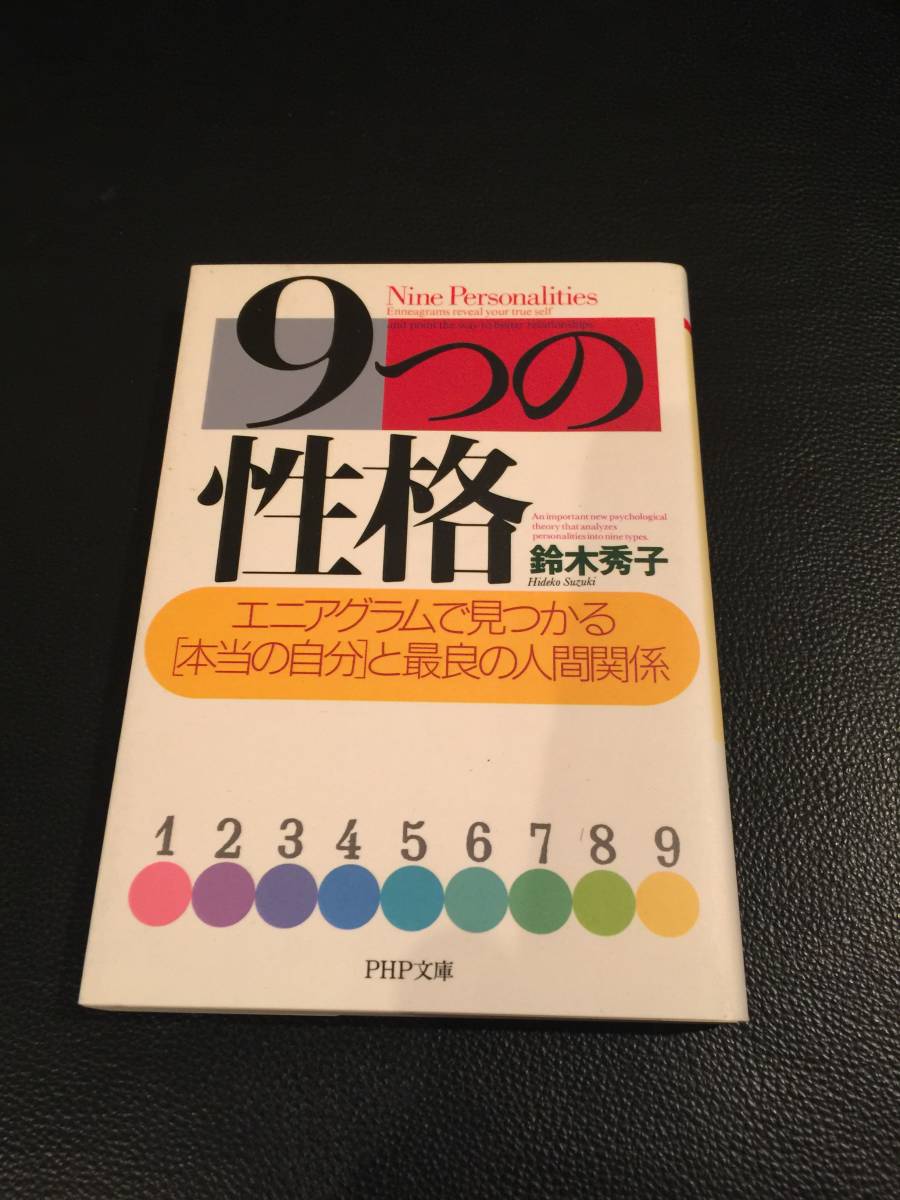 Nine Personalities
Enneagrams reveal your true self
and point the way to better relationships.
9つの
性格
An important new psychological
theory that analyzes
personalities into nine types.
鈴木秀子
Hideko Suzuki
エニアグラムで見つかる
[本当の自分]と最良の人間関係
1 2 3 4 5 6 7 8 9
PHP文庫